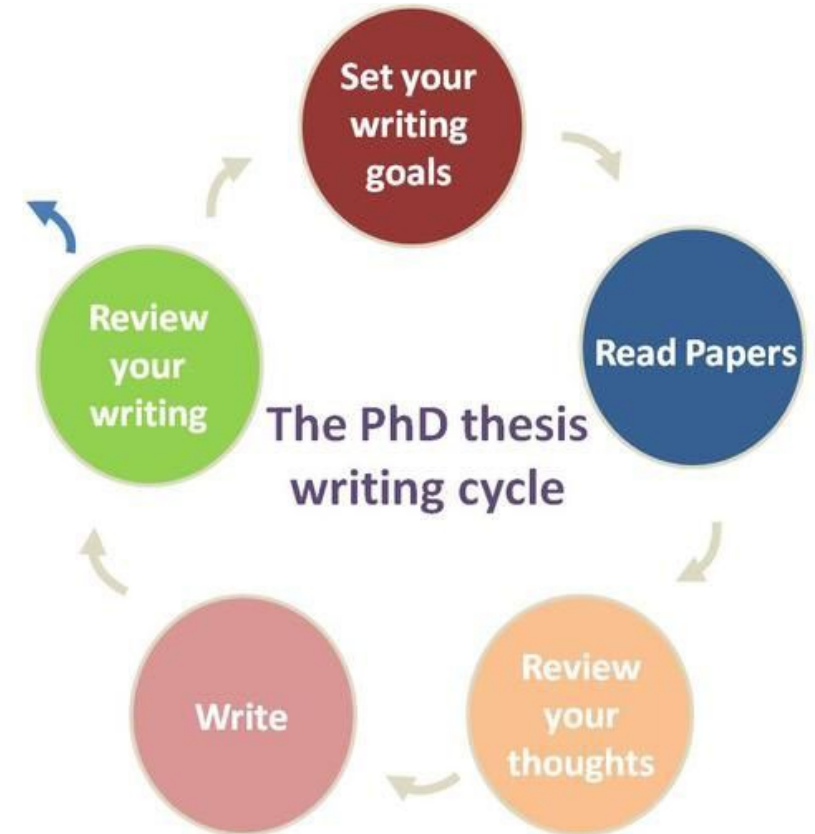 Set your
writing
goals
Read Papers
Review
your
thoughts
Write
Review
your
writing
The PhD thesis
writing cycle